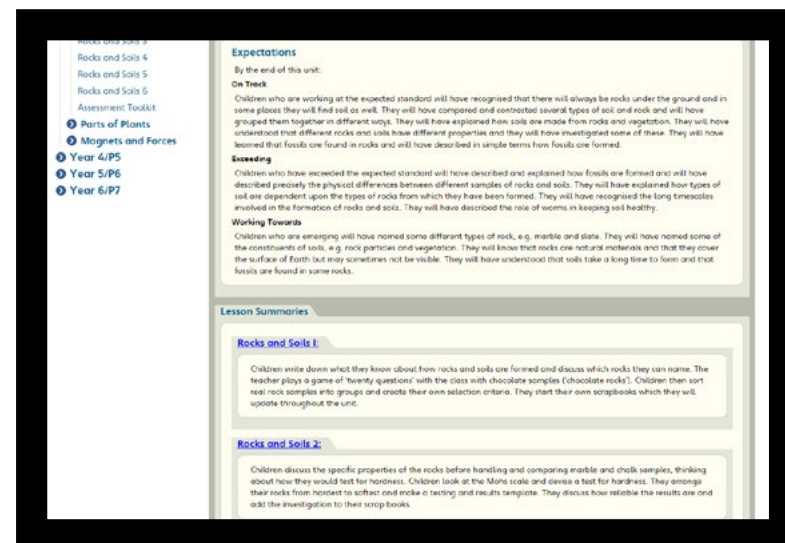 Rocks and Soils 3
Rocks and Soils 4
Rocks and Soils 5
Rocks and Soils 6
Assessment Toolkit
Parts of Plants
Magnets and Forces
Year 4/P5
Year 5/P6
Year 6/P7
Expectations
By the end of this unit:
On Track
Children who are working at the expected standard will have recognised that there will always be rocks under the ground and in
some places they will find soil as well. They will have compared and contrasted several types of soil and rock and will have
grouped them together in different ways. They will have explained how soils are made from rocks and vegetation. They will have
understood that different rocks and soils have different properties and they will have investigated some of these. They will have
learned that fossils are found in rocks and will have described in simple terms how fossils are formed.
Exceeding
Children who have exceeded the expected standard will have described and explained how fossils are formed and will have
described precisely the physical differences between different samples of rocks and soils. They will have explained how types of
soil are dependent upon the types of rocks from which they have been formed. They will have recognised the long timescales
involved in the formation of rocks and soils. They will have described the role of worms in keeping soil healthy.
Working Towards
Children who are emerging will have named some different types of rock, e.g. marble and slate. They will have named some of
the constituents of soils, e.g. rock particles and vegetation. They will know that rocks are natural materials and that they cover
the surface of Earth but may sometimes not be visible. They will have understood that soils take a long time to form and that
fossils are found in some rocks.
Lesson Summaries
Rocks and Soils 1:
Children write down what they know about how rocks and soils are formed and discuss which rocks they can name. The
teacher plays a game of 'twenty questions' with the class with chocolate samples ('chocolate rocks'). Children then sort
real rock samples into groups and create their own selection criteria. They start their own scrapbooks which they will
update throughout the unit.
Rocks and Soils 2:
Children discuss the specific properties of the rocks before handling and comparing marble and chalk samples, thinking
about how they would test for hardness. Children look at the Mohs scale and devise a test for hardness. They arrange
their rocks from hardest to softest and make a testing and results template. They discuss how reliable the results are and
add the investigation to their scrap books.